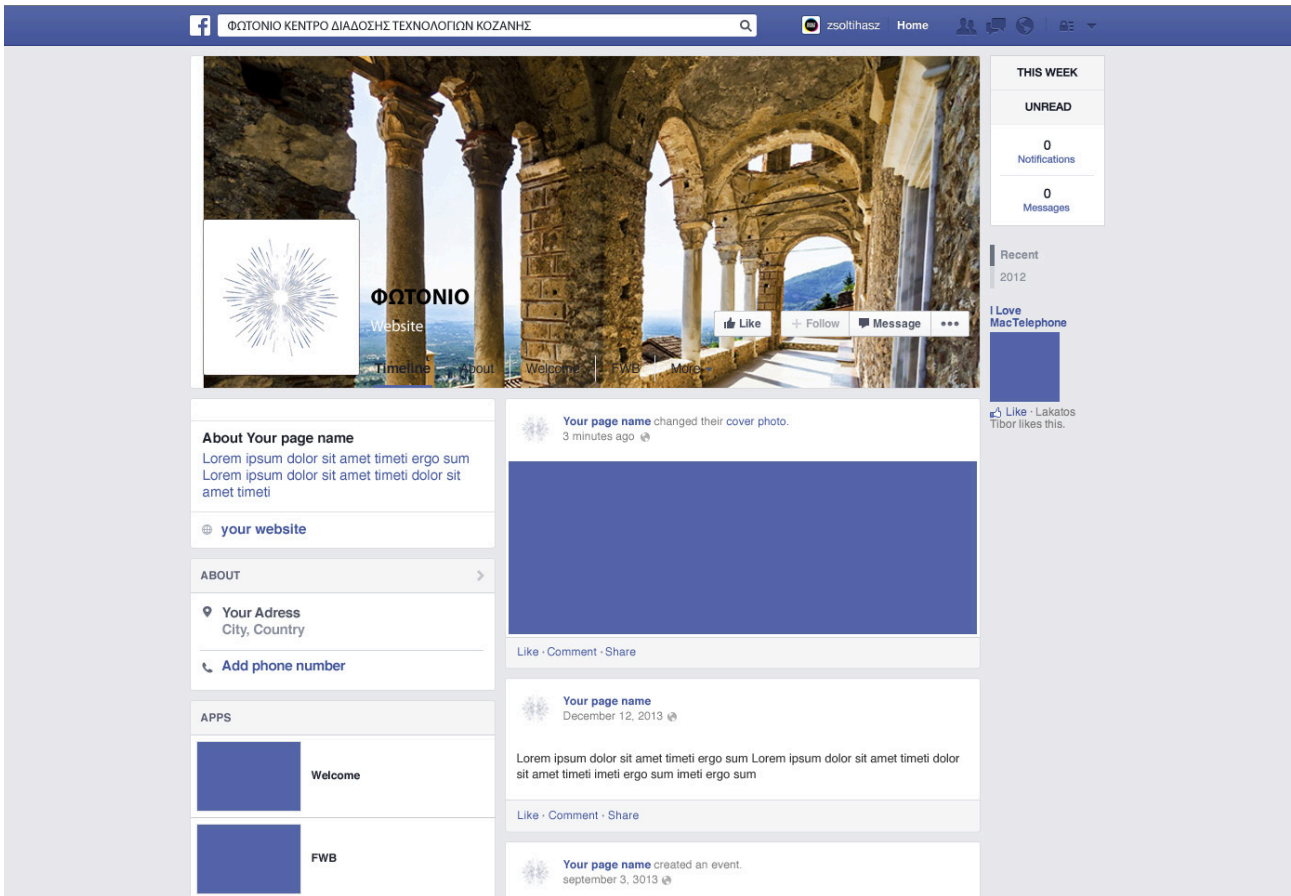 ΦΩΤΟΝΙΟ ΚΕΝΤΡΟ ΔΙΑΔΟΣΗΣ ΤΕΧΝΟΛΟΓΙΩΝ ΚΟΖΑΝΗΣ
zsoltihasz
Home
ΦΩΤΟΝΙΟ
Website
Like
Follow
Message
Timeline
About
Welcome
FWB
More
THIS WEEK
UNREAD
0
Notifications
0
Messages
Recent
2012
I Love
MacTelephone
Like · Lakatos
Tibor likes this.
About Your page name
Lorem ipsum dolor sit amet timeti ergo sum
Lorem ipsum dolor sit amet timeti dolor sit
amet timeti
your website
ABOUT
Your Adress
City, Country
Add phone number
APPS
Welcome
FWB
Your page name changed their cover photo.
3 minutes ago
Like · Comment · Share
Your page name
December 12, 2013
Lorem ipsum dolor sit amet timeti ergo sum Lorem ipsum dolor sit amet timeti dolor
sit amet timeti imeti ergo sum imeti ergo sum
Like · Comment · Share
Your page name created an event.
september 3, 3013